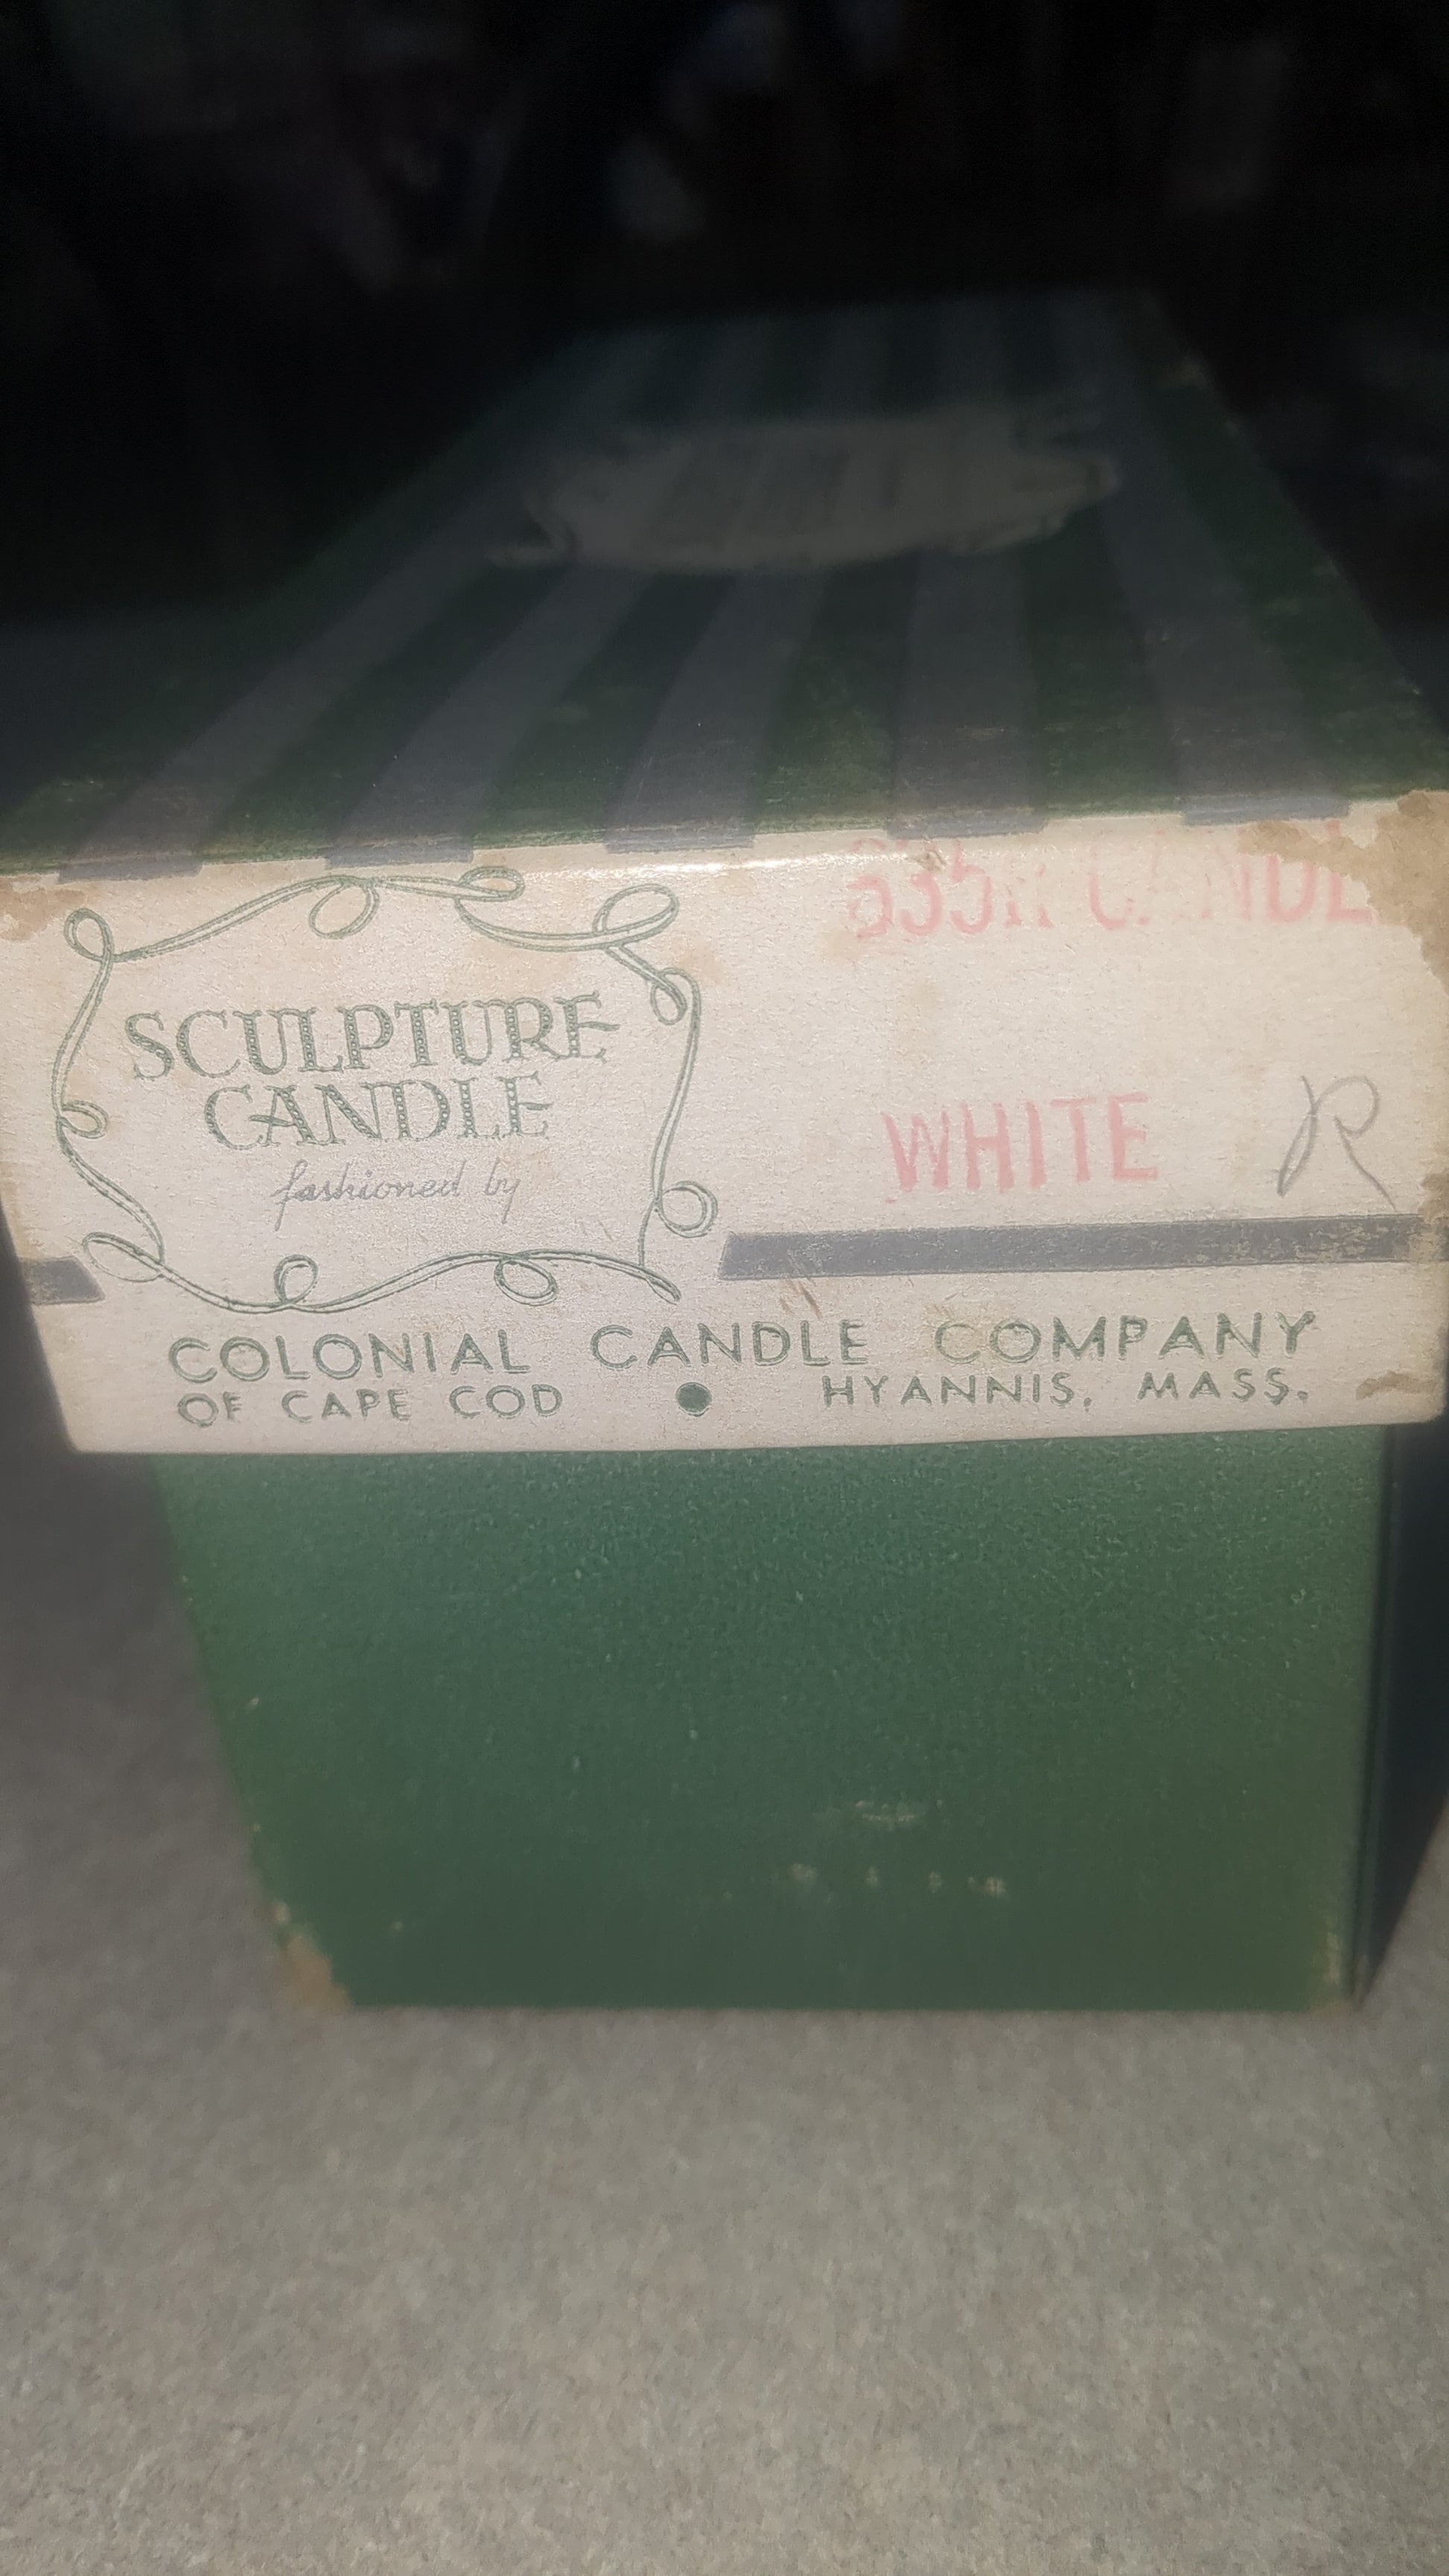 SCULPTURE
CANDLE
fashioned by
WHITE R
COLONIAL CANDLE COMPANY
OF CAPE COD • HYANNIS, MASS.